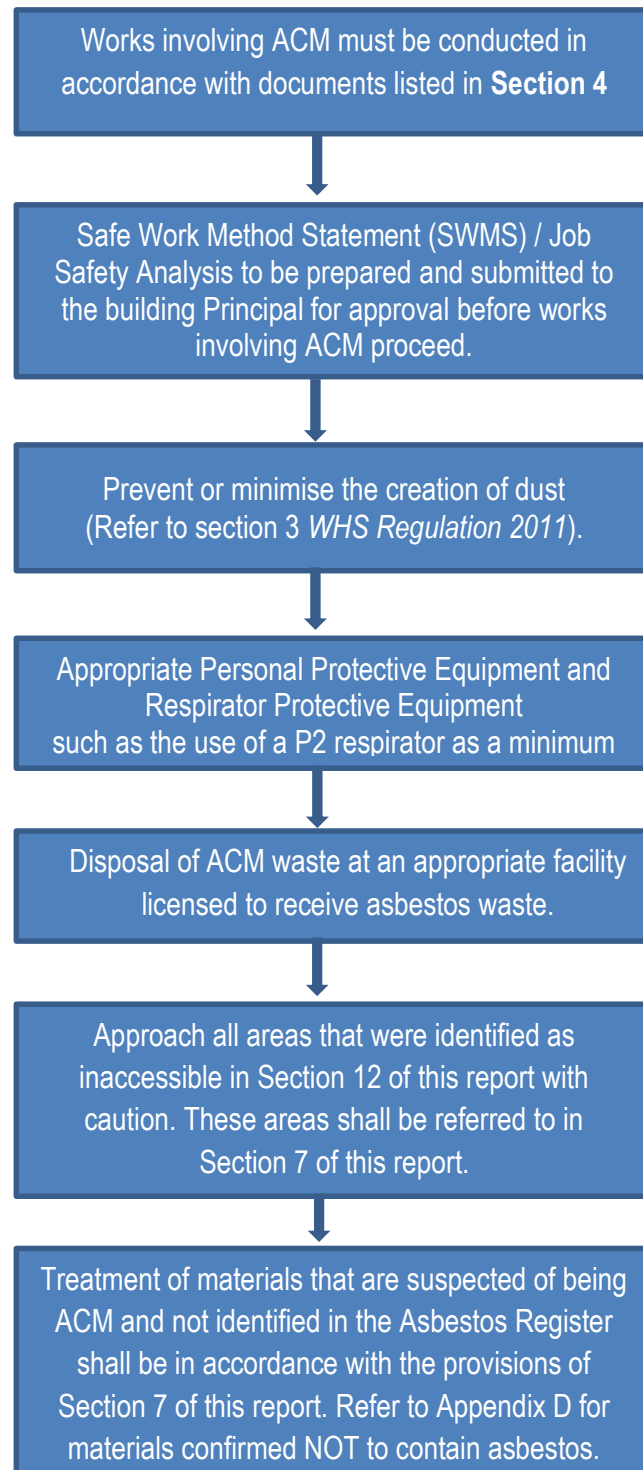 Works involving ACM must be conducted in
accordance with documents listed in Section 4
Safe Work Method Statement (SWMS) / Job
Safety Analysis to be prepared and submitted to
the building Principal for approval before works
involving ACM proceed.
Prevent or minimise the creation of dust
(Refer to section 3 WHS Regulation 2011).
Appropriate Personal Protective Equipment and
Respirator Protective Equipment
such as the use of a P2 respirator as a minimum
Disposal of ACM waste at an appropriate facility
licensed to receive asbestos waste.
Approach all areas that were identified as
inaccessible in Section 12 of this report with
caution. These areas shall be referred to in
Section 7 of this report.
Treatment of materials that are suspected of being
ACM and not identified in the Asbestos Register
shall be in accordance with the provisions of
Section 7 of this report. Refer to Appendix D for
materials confirmed NOT to contain asbestos.